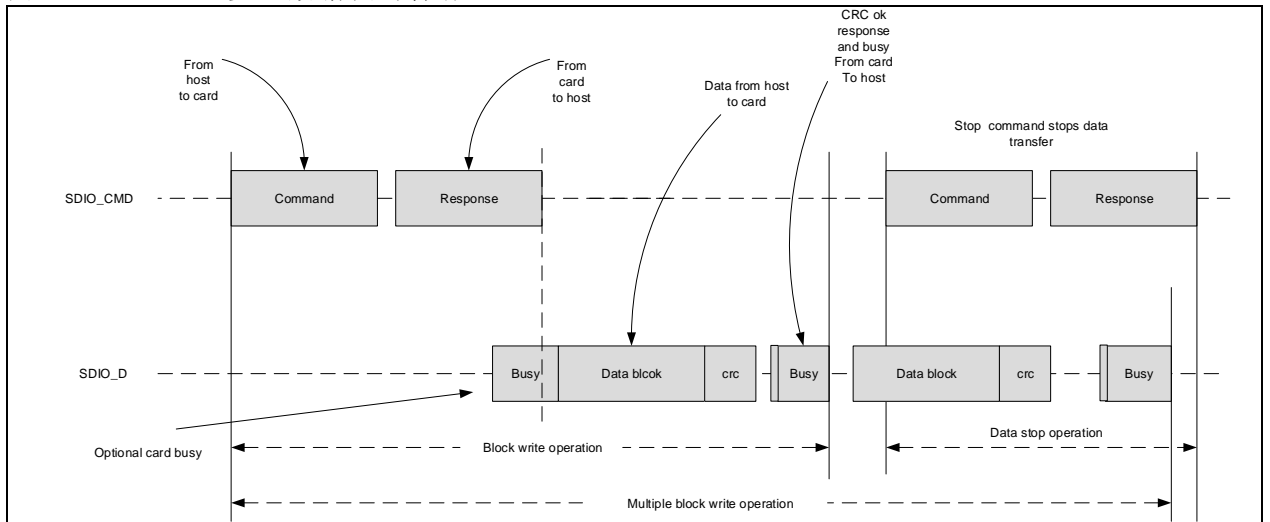 From
host
to card
From
card
to host
Data from host
to card
CRC ok
response
and busy
From card
To host
Stop command stops data
transfer
SDIO_CMD
Command
Response
Command
Response
SDIO_D
Busy
Data blcok
crc
Busy
Data block
crc
Busy
Optional card busy
Block write operation
Data stop operation
Multiple block write operation